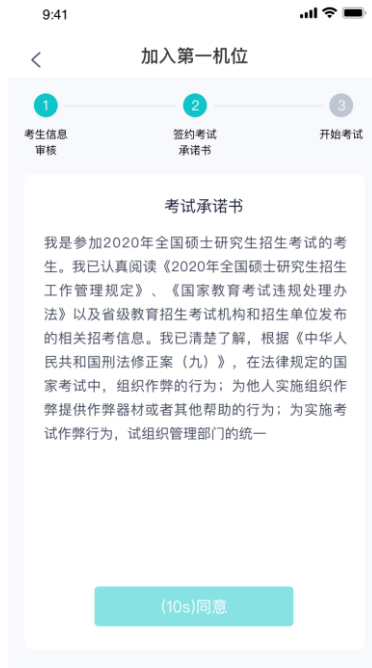 9:41
加入第一机位
1
2
3
考生信息
审核
签约考试
承诺书
开始考试
考试承诺书
我是参加2020年全国硕士研究生招生考试的考
生。我已认真阅读《2020年全国硕士研究生招生
工作管理规定》、《国家教育考试违规处理办
法》以及省级教育招生考试机构和招生单位发布
的相关招考信息。我已清楚了解，根据《中华人
民共和国刑法修正案（九）》，在法律规定的国
家考试中，组织作弊的行为；为他人实施组织作
弊提供作弊器材或者其他帮助的行为；为实施考
试作弊行为，试组织管理部门的统一
(10s)同意